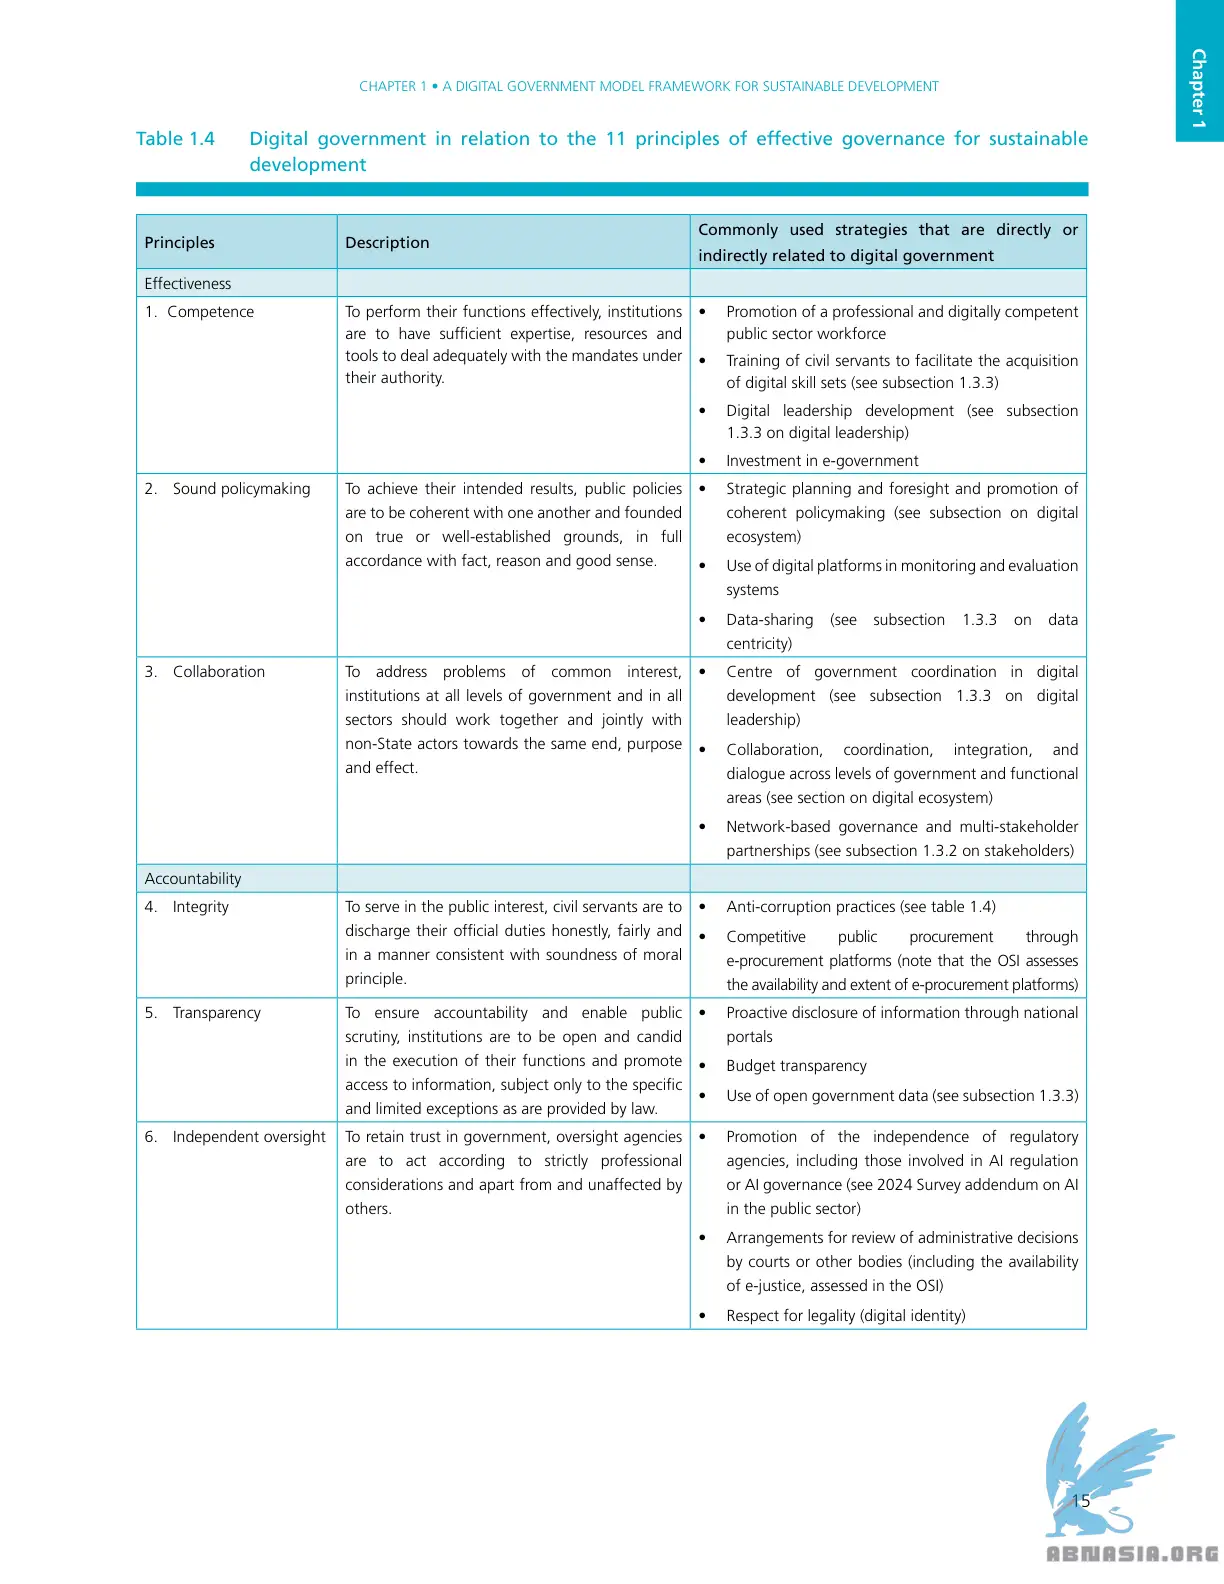 Chapter 1
CHAPTER 1 • A DIGITAL GOVERNMENT MODEL FRAMEWORK FOR SUSTAINABLE DEVELOPMENT
Table 1.4 Digital government in relation to the 11 principles of effective governance for sustainable
development
Principles
Description
Commonly used strategies that are directly or
indirectly related to digital government
Effectiveness
1. Competence
To perform their functions effectively, institutions
are to have sufficient expertise, resources and
tools to deal adequately with the mandates under
their authority.
• Promotion of a professional and digitally competent
public sector workforce
• Training of civil servants to facilitate the acquisition
of digital skill sets (see subsection 1.3.3)
• Digital leadership development (see subsection
1.3.3 on digital leadership)
• Investment in e-government
2. Sound policymaking
To achieve their intended results, public policies
are to be coherent with one another and founded
on true or well-established grounds, in full
accordance with fact, reason and good sense.
• Strategic planning and foresight and promotion of
coherent policymaking (see subsection on digital
ecosystem)
• Use of digital platforms in monitoring and evaluation
systems
• Data-sharing (see subsection 1.3.3 on data
centricity)
3. Collaboration
To address problems of common interest,
institutions at all levels of government and in all
sectors should work together and jointly with
non-State actors towards the same end, purpose
and effect.
• Centre of government coordination in digital
development (see subsection 1.3.3 on digital
leadership)
• Collaboration, coordination, integration, and
dialogue across levels of government and functional
areas (see section on digital ecosystem)
• Network-based governance and multi-stakeholder
partnerships (see subsection 1.3.2 on stakeholders)
Accountability
4. Integrity
To serve in the public interest, civil servants are to
discharge their official duties honestly, fairly and
in a manner consistent with soundness of moral
principle.
• Anti-corruption practices (see table 1.4)
• Competitive public procurement through
e-procurement platforms (note that the OSI assesses
the availability and extent of e-procurement platforms)
5. Transparency
To ensure accountability and enable public
scrutiny, institutions are to be open and candid
in the execution of their functions and promote
access to information, subject only to the specific
and limited exceptions as are provided by law.
• Proactive disclosure of information through national
portals
• Budget transparency
• Use of open government data (see subsection 1.3.3)
6. Independent oversight
To retain trust in government, oversight agencies
are to act according to strictly professional
considerations and apart from and unaffected by
others.
• Promotion of the independence of regulatory
agencies, including those involved in AI regulation
or AI governance (see 2024 Survey addendum on AI
in the public sector)
• Arrangements for review of administrative decisions
by courts or other bodies (including the availability
of e-justice, assessed in the OSI)
• Respect for legality (digital identity)
15
ABNASIA.ORG